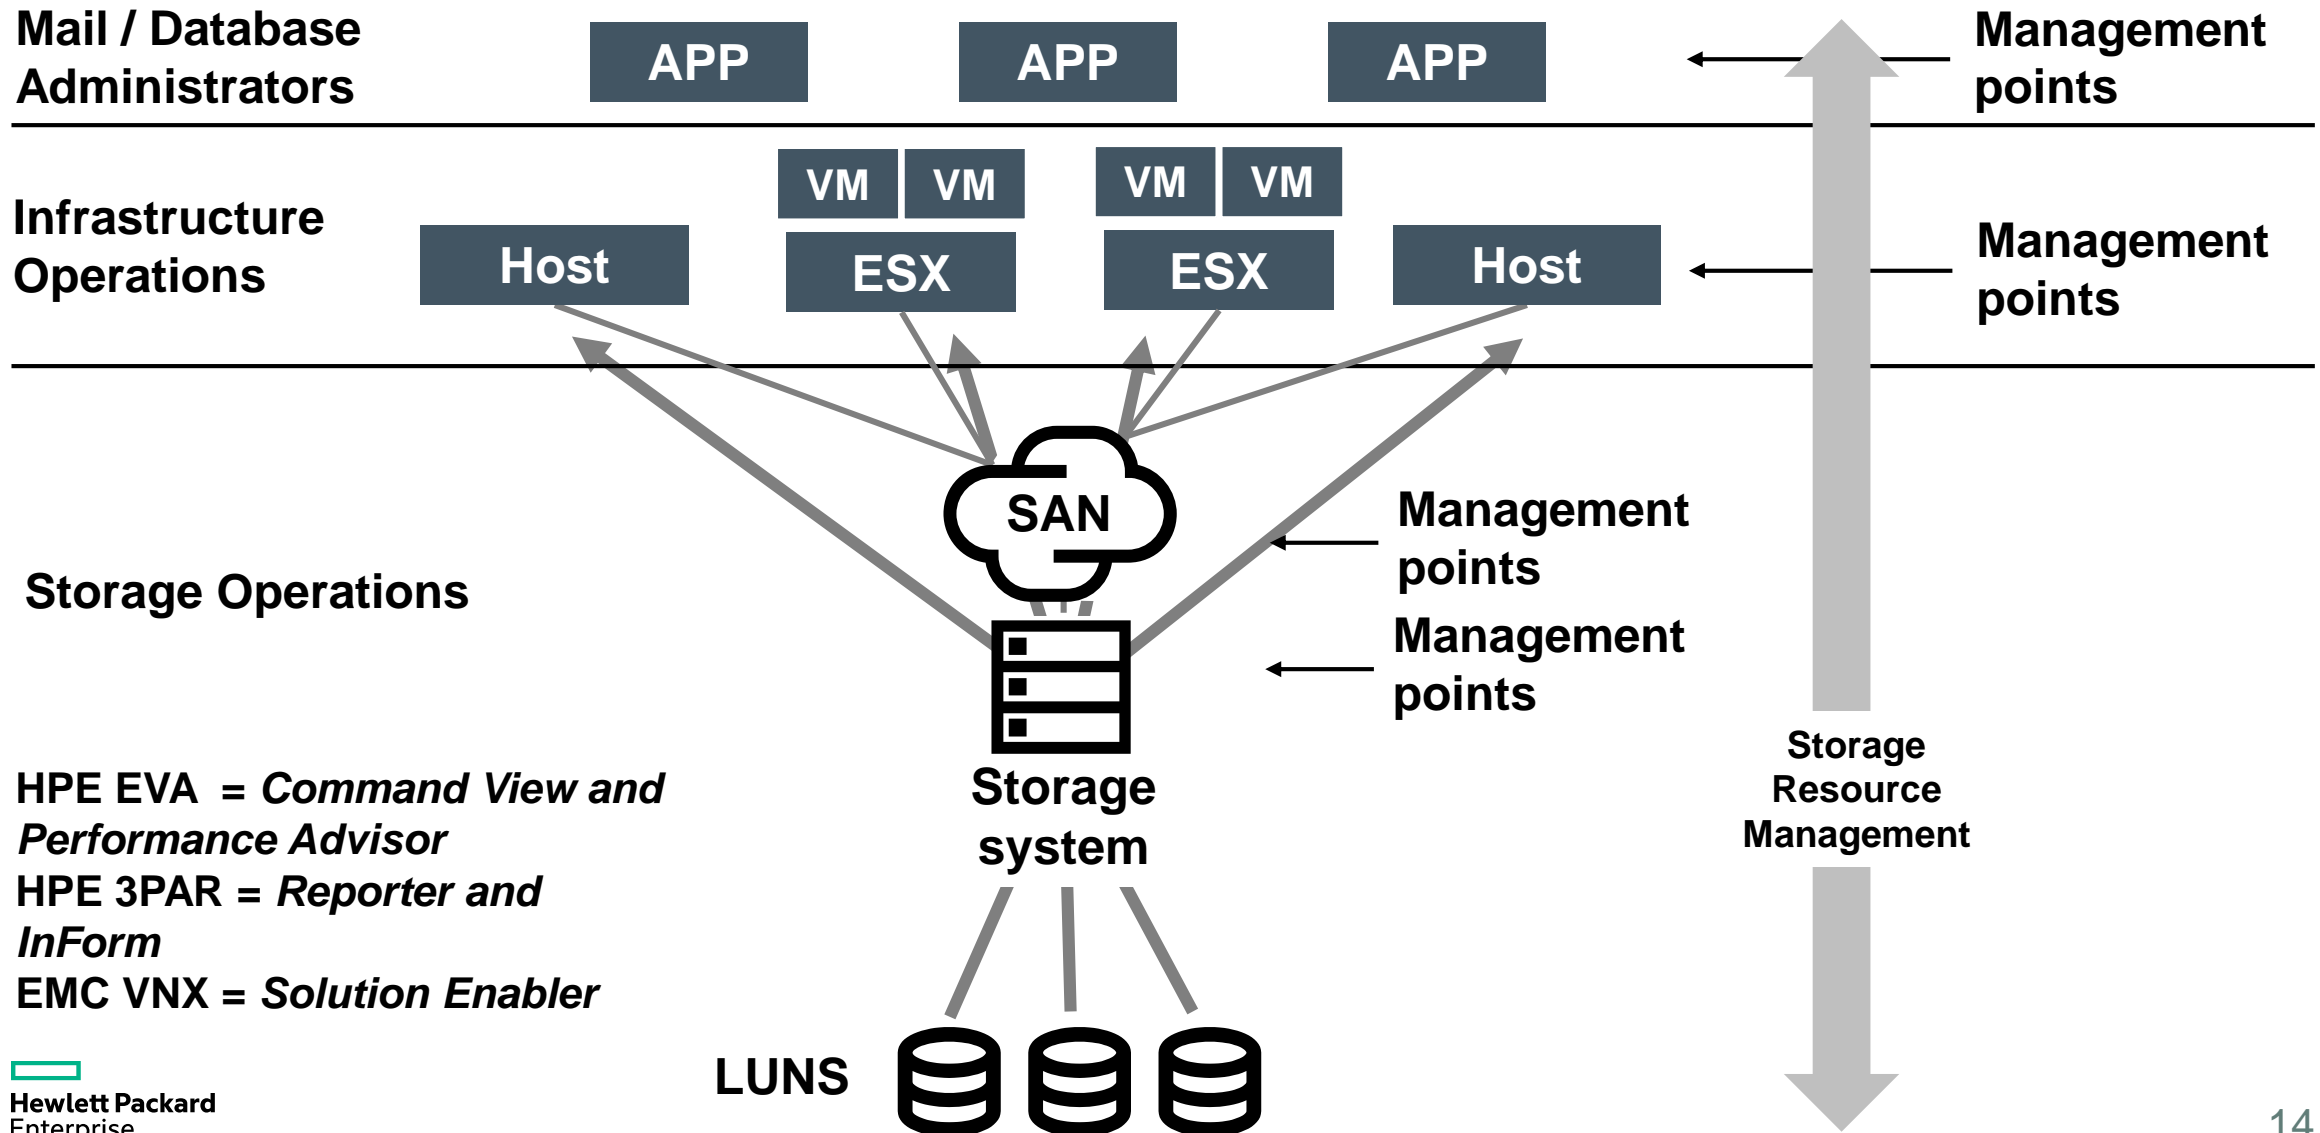 Mail / Database
Administrators
APP
APP
APP
Management
points
VM
VM
VM
VM
Infrastructure
Operations
Host
ESX
ESX
Host
Management
points
SAN
Management
points
Storage Operations
Management
points
Storage
system
Storage
Resource
Management
HPE EVA = Command View and
Performance Advisor
HPE 3PAR = Reporter and
InForm
EMC VNX = Solution Enabler
LUNS
Hewlett Packard
Enterprise
14